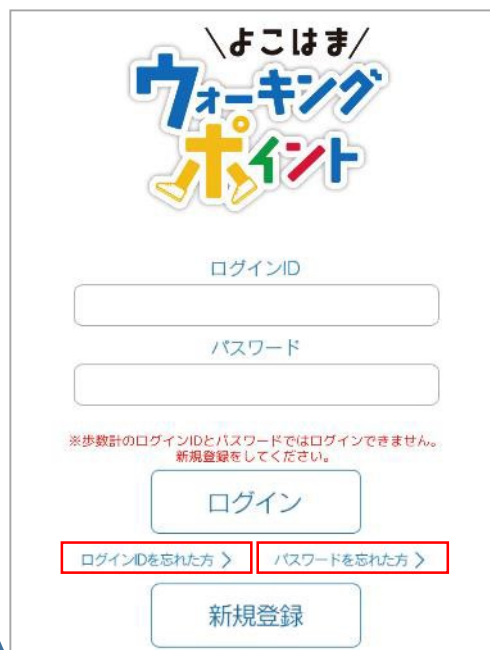 よこはま
ウォーキング
ポイント
ログインID
パスワード
※歩数計のログインIDとパスワードではログインできません。
新規登録をしてください。
ログイン
ログインIDを忘れた方 > パスワードを忘れた方 >
新規登録